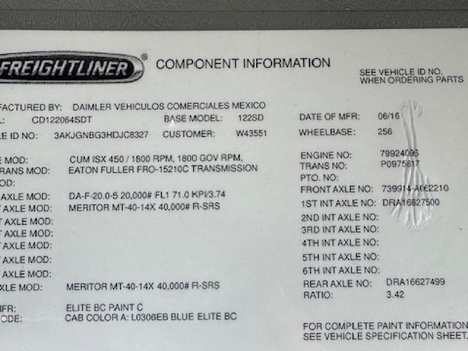 FREIGHTLINER
COMPONENT INFORMATION
SEE VEHICLE ID NO.
WHEN ORDERING PARTS
FACTURED BY: DAIMLER VEHICULOS COMERCIALES MEXICO
L: CD122064SDT BASE MODEL: 122SD DATE OF MFR: 06/16
LE ID NO: 3AKJGNBG3HDJC8327 CUSTOMER: W43551 WHEELBASE: 256
E MOD: CUM ISX 450 / 1800 RPM, 1800 GOV RPM, ENGINE NO: 79924096
TRANS MOD: EATON FULLER FRO-15210C TRANSMISSION TRANS NO: P0975617
MOD: PTO. NO:
T AXLE MOD: DA-F-20.0-5 20,000# FL1 71.0 KPI/3.74 FRONT AXLE NO:
T AXLE MOD: MERITOR MT-40-14X 40,000# R-SRS 1ST INT AXLE NO: DRA16627500
T AXLE MOD: 2ND INT AXLE NO:
T AXLE MOD: 3RD INT AXLE NO:
T AXLE MOD: 4TH INT AXLE NO:
T AXLE MOD: 5TH INT AXLE NO:
T AXLE MOD: 6TH INT AXLE NO:
AXLE MOD: MERITOR MT-40-14X 40,000# R-SRS REAR AXLE NO: DRA16627499
RATIO: 3.42
MFR: ELITE BC PAINT C
CODE: CAB COLOR A: L0306EB BLUE ELITE BC
FOR COMPLETE PAINT INFORMATION
SEE VEHICLE SPECIFICATION SHEET,